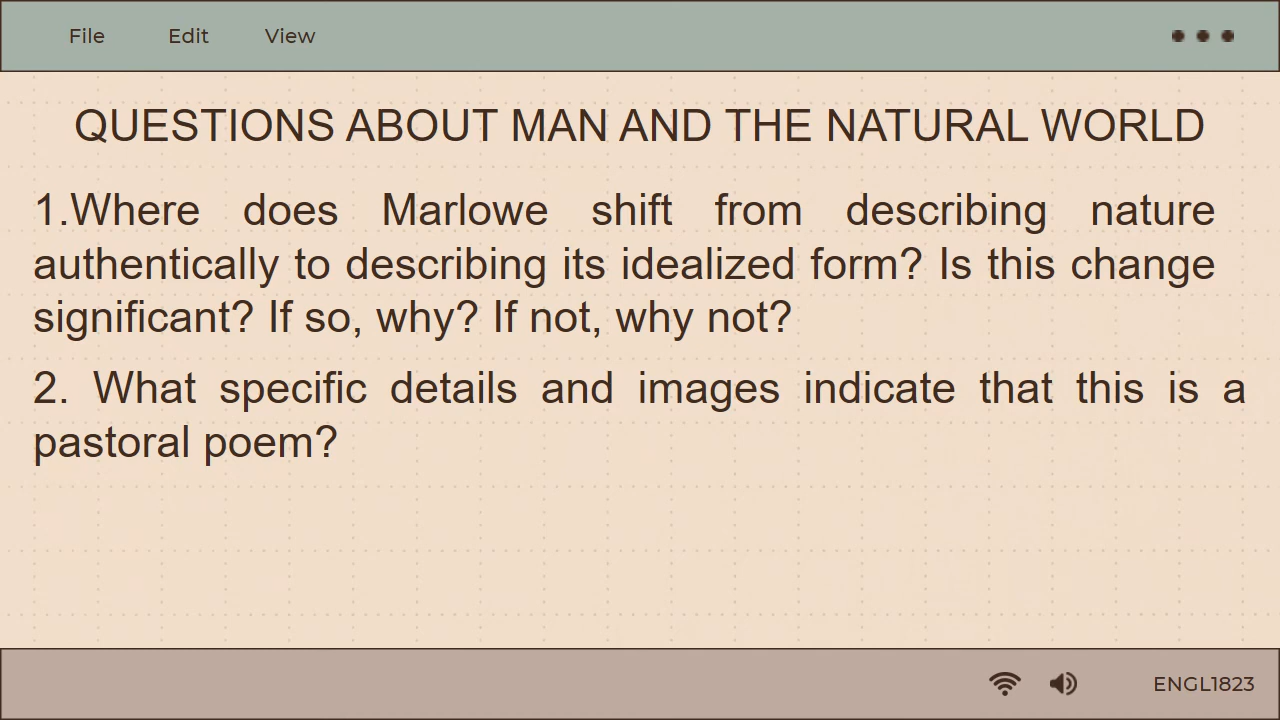 File Edit View
QUESTIONS ABOUT MAN AND THE NATURAL WORLD
1.Where does Marlowe shift from describing nature
authentically to describing its idealized form? Is this change
significant? If so, why? If not, why not?
2. What specific details and images indicate that this is a
pastoral poem?
ENGL1823